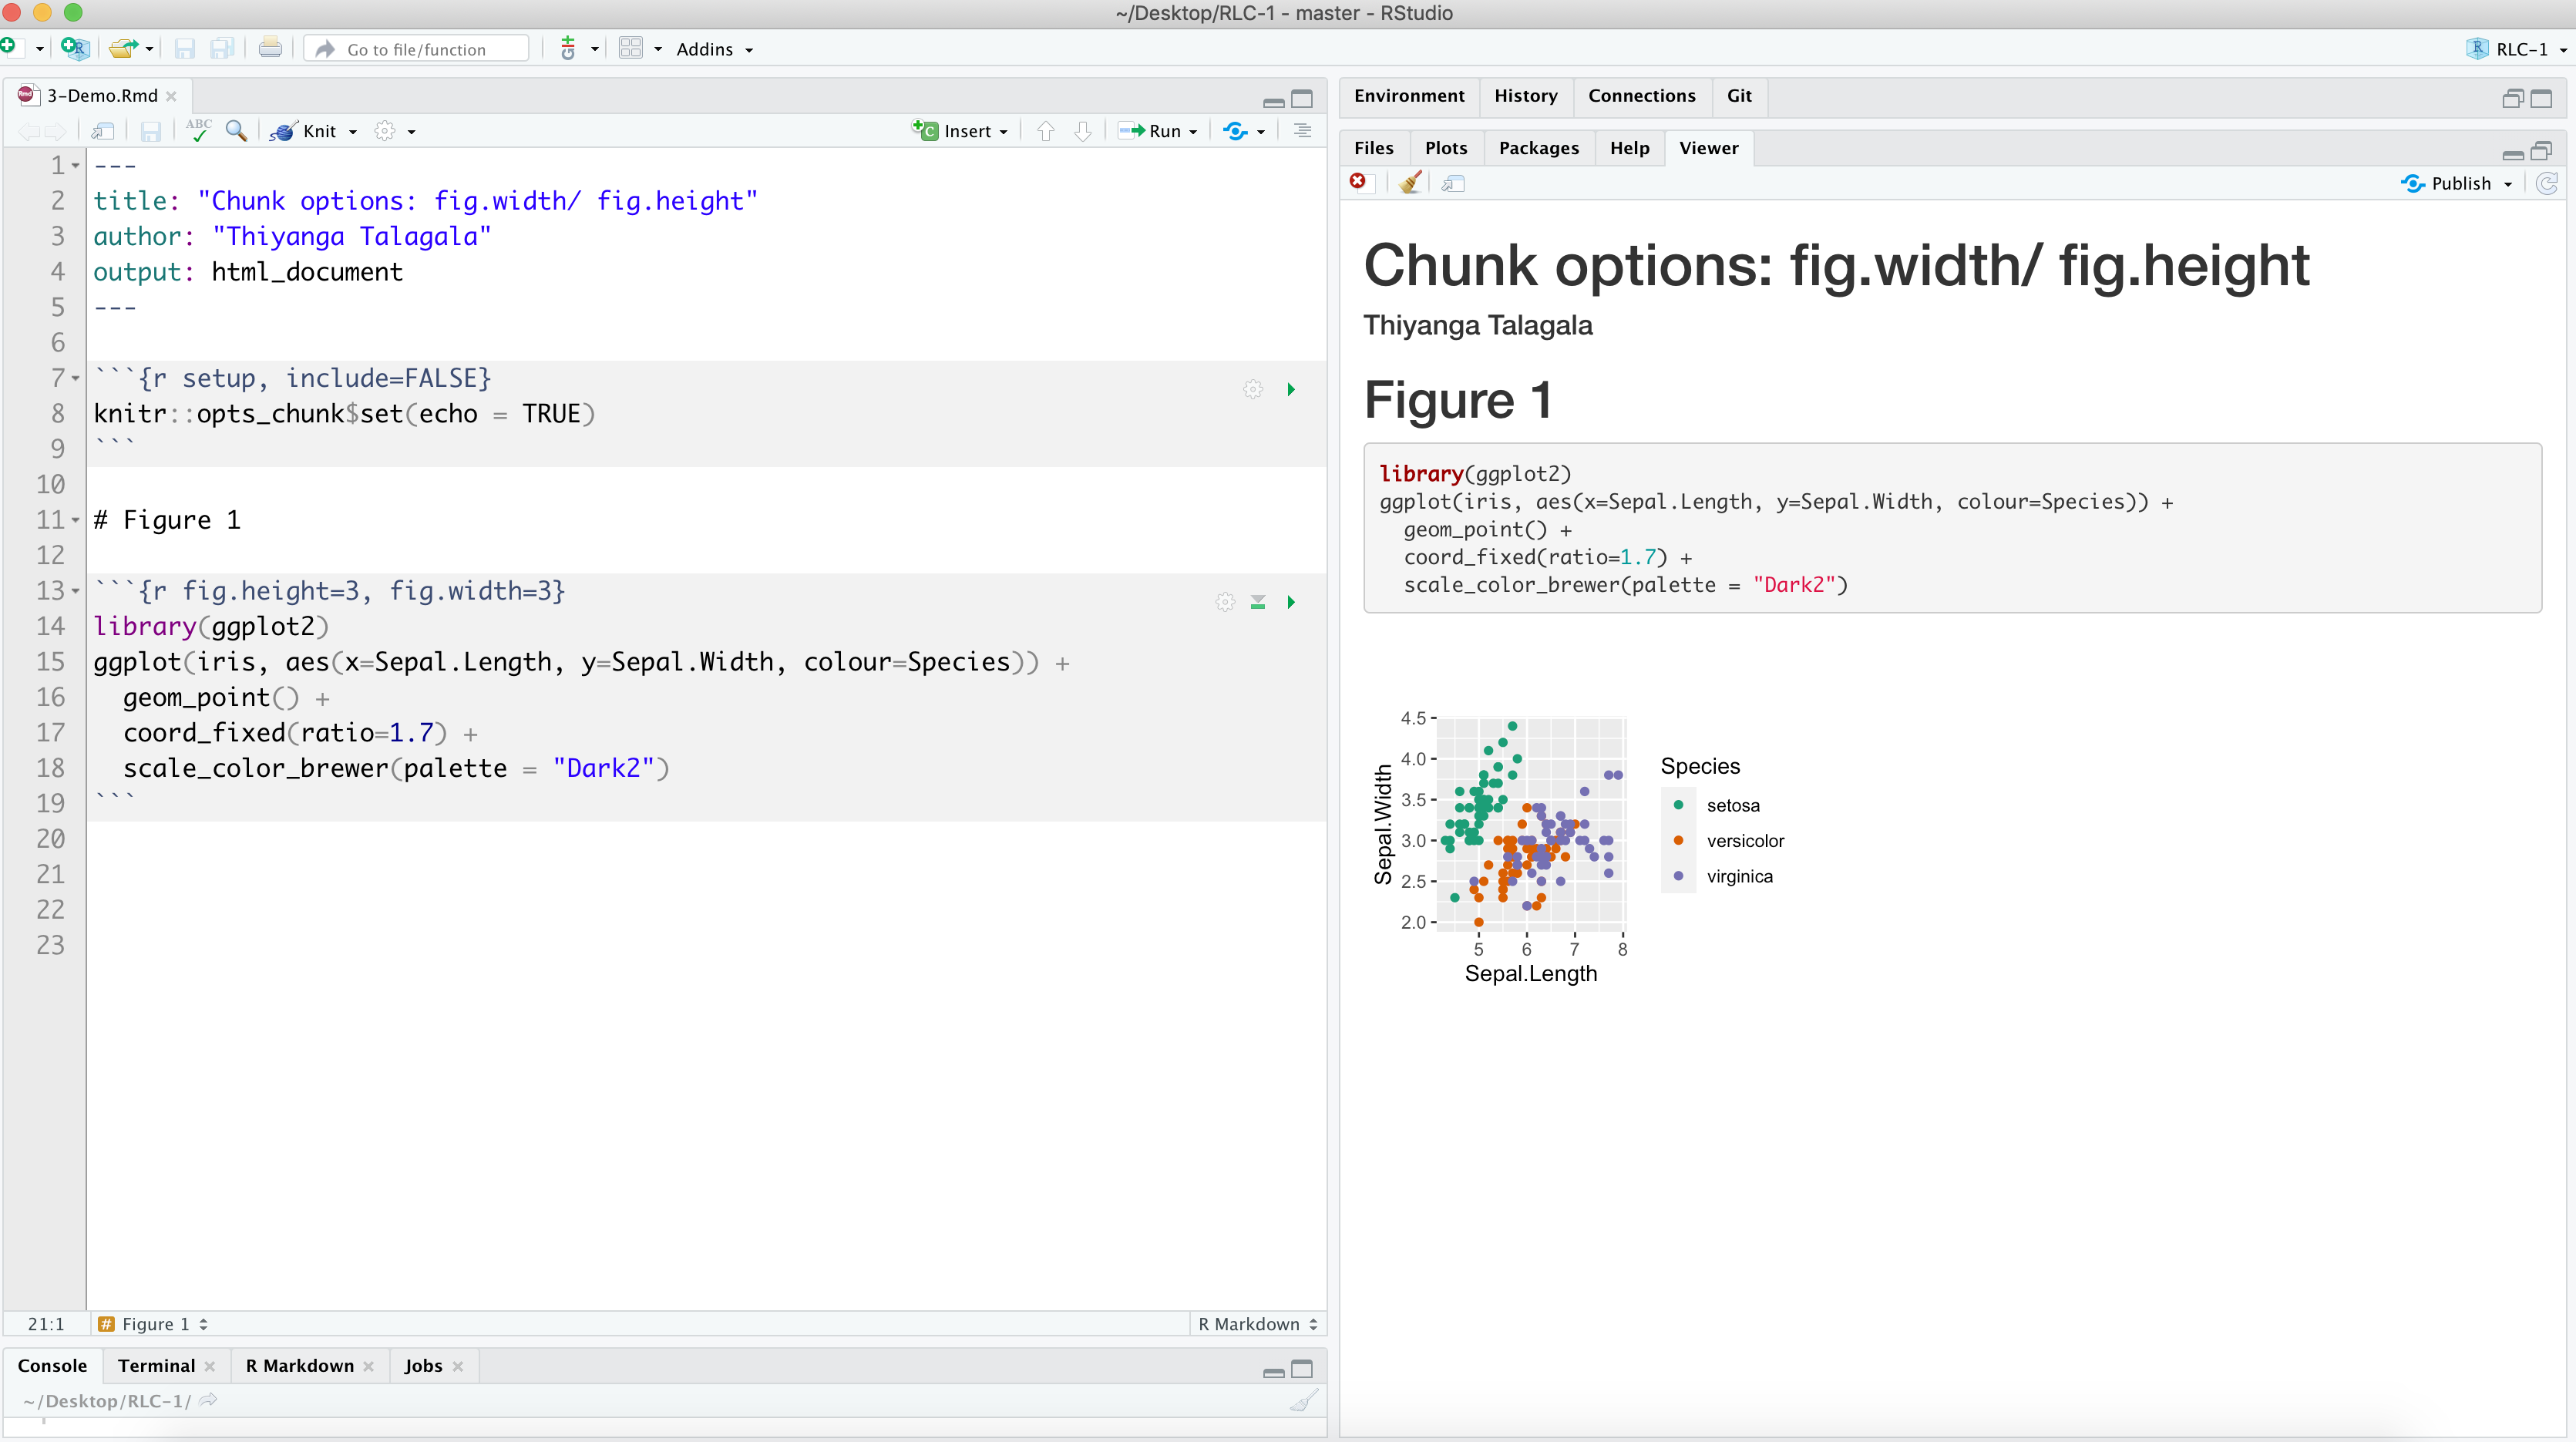 ~/Desktop/RLC-1 - master - RStudio
Go to file/function
Addins
RLC-1
3-Demo.Rmd
ABC
Knit
Insert
Run
1 ---
2 title: "Chunk options: fig.width/ fig.height"
3 author: "Thiyanga Talagala"
4 output: html_document
5 ---
6
7 ```{r setup, include=FALSE}
8 knitr::opts_chunk$set(echo = TRUE)
9 ```
10
11 # Figure 1
12
13 ```{r fig.height=3, fig.width=3}
14 library(ggplot2)
15 ggplot(iris, aes(x=Sepal.Length, y=Sepal.Width, colour=Species)) +
16   geom_point() +
17   coord_fixed(ratio=1.7) +
18   scale_color_brewer(palette = "Dark2")
19 ```
20
21
22
23
21:1
# Figure 1
R Markdown
Console Terminal R Markdown Jobs
~/Desktop/RLC-1/
Environment History Connections Git
Files Plots Packages Help Viewer
Publish
Chunk options: fig.width/ fig.height
Thiyanga Talagala
Figure 1
library(ggplot2)
ggplot(iris, aes(x=Sepal.Length, y=Sepal.Width, colour=Species)) +
  geom_point() +
  coord_fixed(ratio=1.7) +
  scale_color_brewer(palette = "Dark2")
4.5
4.0
3.5
3.0
2.5
2.0
Sepal.Width
5 6 7 8
Sepal.Length
Species
setosa
versicolor
virginica